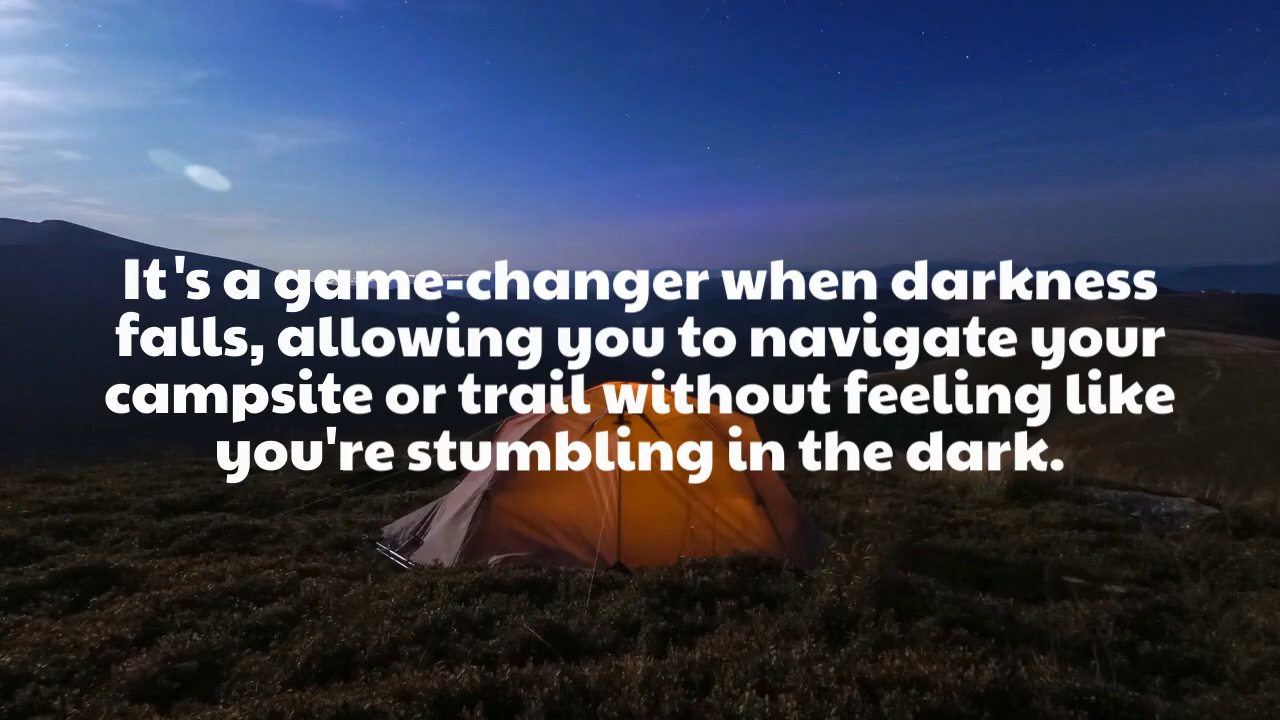 It's a game-changer when darkness
falls, allowing you to navigate your
campsite or trail without feeling like
you're stumbling in the dark.